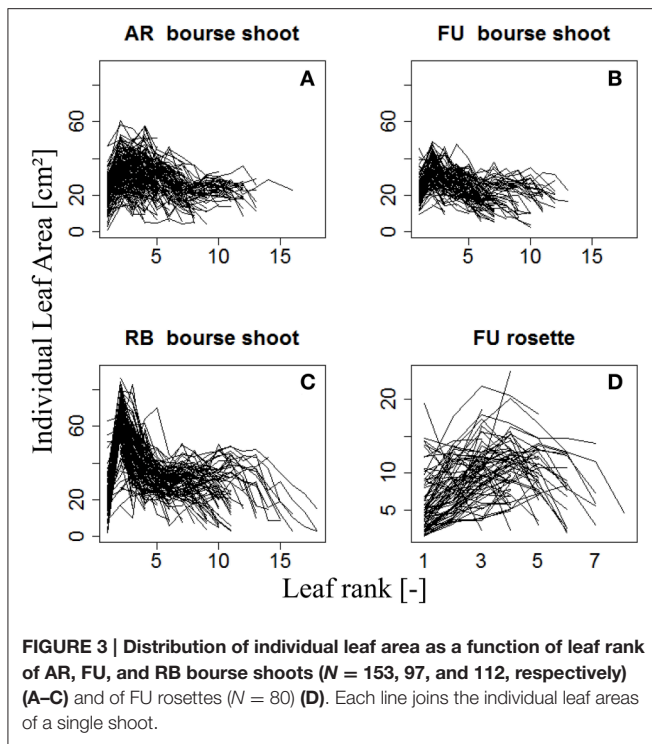 AR bourse shoot
FU bourse shoot
A
B
60
20
0
5 10 15
60
20
0
5 10 15
RB bourse shoot
FU rosette
C
D
60
20
0
5 10 15
20
10
5
1 3 5 7
Individual Leaf Area [cm²]
Leaf rank [-]
FIGURE 3 | Distribution of individual leaf area as a function of leaf rank
of AR, FU, and RB bourse shoots (N = 153, 97, and 112, respectively)
(A–C) and of FU rosettes (N = 80) (D). Each line joins the individual leaf areas
of a single shoot.